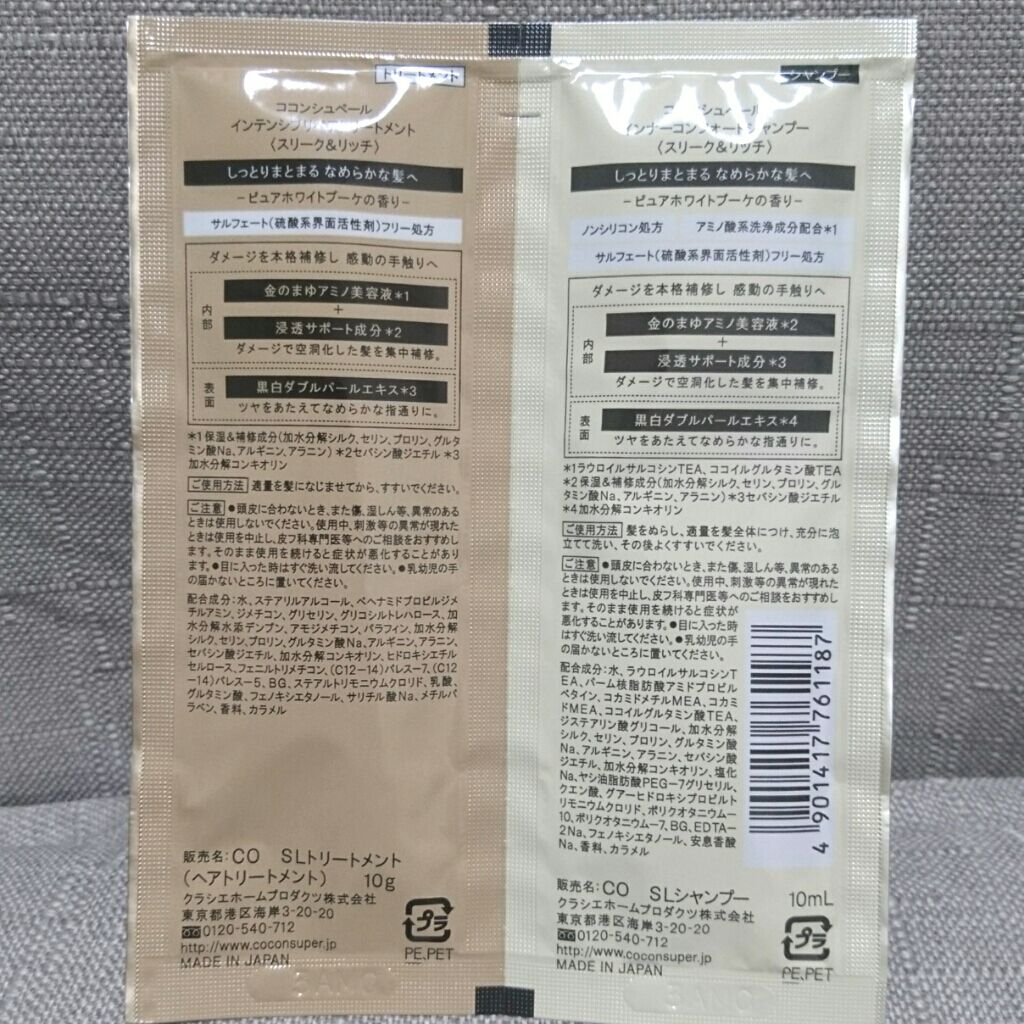 トリートメント
ココンシュペール
インテンシブリペアトリートメント
〈スリーク&リッチ〉
しっとりまとまる なめらかな髪へ
−ピュアホワイトブーケの香り−
サルフェート(硫酸系界面活性剤)フリー処方
ダメージを本格補修し 感動の手触りへ
内部
金のまゆアミノ美容液*1
+
浸透サポート成分*2
ダメージで空洞化した髪を集中補修。
表面
黒白ダブルパールエキス*3
ツヤをあたえてなめらかな指通りに。
*1保湿&補修成分(加水分解シルク、セリン、プロリン、グルタ
ミン酸Na、アルギニン、アラニン) *2セバシン酸ジエチル *3
加水分解コンキオリン
ご使用方法 適量を髪になじませてから、すすいでください。
ご注意 ●頭皮に合わないとき、また傷、湿しん等、異常のある
ときは使用しないでください。使用中、刺激等の異常が現れた
ときは使用を中止し、皮フ科専門医等へのご相談をおすすめし
ます。そのまま使用を続けると症状が悪化することがあり
ます。●目に入った時はすぐ洗い流してください。●乳幼児の手
の届かないところに置いてください。
配合成分:水、ステアリルアルコール、ベヘナミドプロピルジメ
チルアミン、ジメチコン、グリセリン、グリコシルトレハロース、加
水分解水添デンプン、アモジメチコン、パラフィン、加水分解
シルク、セリン、プロリン、グルタミン酸Na、アルギニン、アラニン、
セバシン酸ジエチル、加水分解コンキオリン、ヒドロキシエチル
セルロース、フェニルトリメチコン、(C12−14)パレス−7、(C12
−14)パレス−5、BG、ステアルトリモニウムクロリド、乳酸、
グルタミン酸、フェノキシエタノール、サリチル酸Na、メチルパ
ラベン、香料、カラメル
販売名:CO SLトリートメント
(ヘアトリートメント) 10g
クラシエホームプロダクツ株式会社
東京都港区海岸3-20-20
0120-540-712
http://www.coconsuper.jp
MADE IN JAPAN
プラ
PE、PET
シャンプー
ココンシュペール
インナーコンフォートシャンプー
〈スリーク&リッチ〉
しっとりまとまる なめらかな髪へ
−ピュアホワイトブーケの香り−
ノンシリコン処方 アミノ酸系洗浄成分配合*1
サルフェート(硫酸系界面活性剤)フリー処方
ダメージを本格補修し 感動の手触りへ
内部
金のまゆアミノ美容液*2
+
浸透サポート成分*3
ダメージで空洞化した髪を集中補修。
表面
黒白ダブルパールエキス*4
ツヤをあたえてなめらかな指通りに。
*1ラウロイルサルコシンTEA、ココイルグルタミン酸TEA
*2保湿&補修成分(加水分解シルク、セリン、プロリン、グル
タミン酸Na、アルギニン、アラニン)*3セバシン酸ジエチル
*4加水分解コンキオリン
ご使用方法 髪をぬらし、適量を髪全体につけ、充分に泡
立てて洗い、その後よくすすいでください。
ご注意 ●頭皮に合わないとき、また傷、湿しん等、異常のある
ときは使用しないでください。使用中、刺激等の異常が現れた
ときは使用を中止し、皮フ科専門医等へのご相談をおすすめし
ます。そのまま使用を続けると症状が
悪化することがあります。●目に入った時
はすぐ洗い流してください。●乳幼児の手
の届かないところに置いてください。
配合成分:水、ラウロイルサルコシンT
EA、パーム核脂肪酸アミドプロピル
ベタイン、コカミドメチルMEA、コカミ
ドMEA、ココイルグルタミン酸TEA、
ジステアリン酸グリコール、加水分解
シルク、セリン、プロリン、グルタミン酸
Na、アルギニン、アラニン、セバシン酸
ジエチル、加水分解コンキオリン、塩化
Na、ヤシ油脂肪酸PEG−7グリセリル、
クエン酸、グアーヒドロキシプロピルト
リモニウムクロリド、ポリクオタニウム−
10、ポリクオタニウム−7、BG、EDTA−
2Na、フェノキシエタノール、安息香酸
Na、香料、カラメル
4 901417 761187
販売名:CO SLシャンプー 10mL
クラシエホームプロダクツ株式会社
東京都港区海岸3-20-20
0120-540-712
http://www.coconsuper.jp
MADE IN JAPAN
プラ
PE、PET